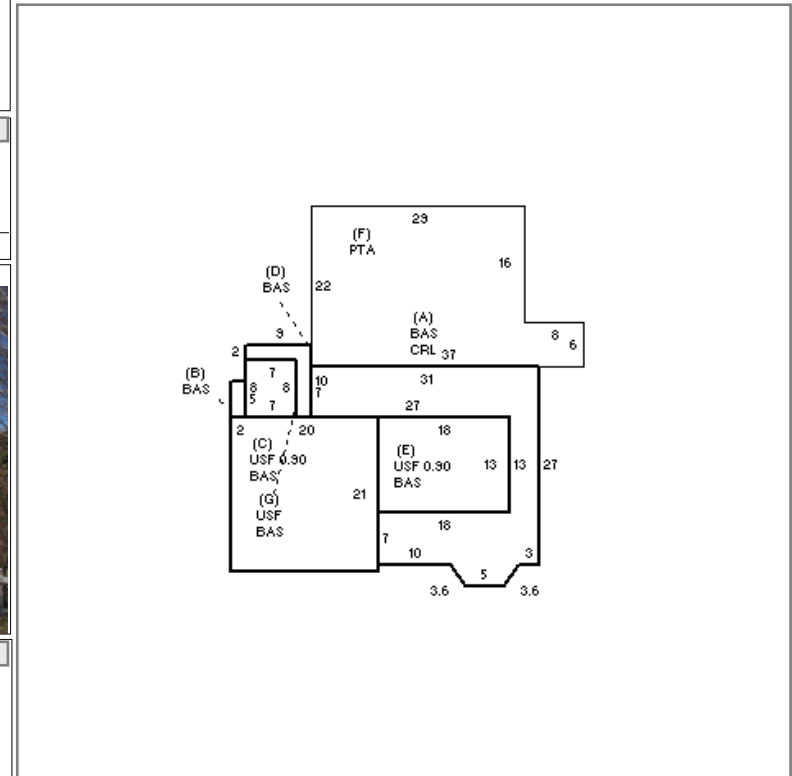 29
(F)
PTA
16
(D)
BAS
22
(A)
BAS
CRL 37
8
6
9
2
(B)
BAS
7
8 8
5
7
10
7
31
27
2 20
18
(C)
USF 0.90
BAS
(E)
USF 0.90
BAS
13 13 27
21
(G)
USF
BAS
18
7
10
3
5
3.6 3.6